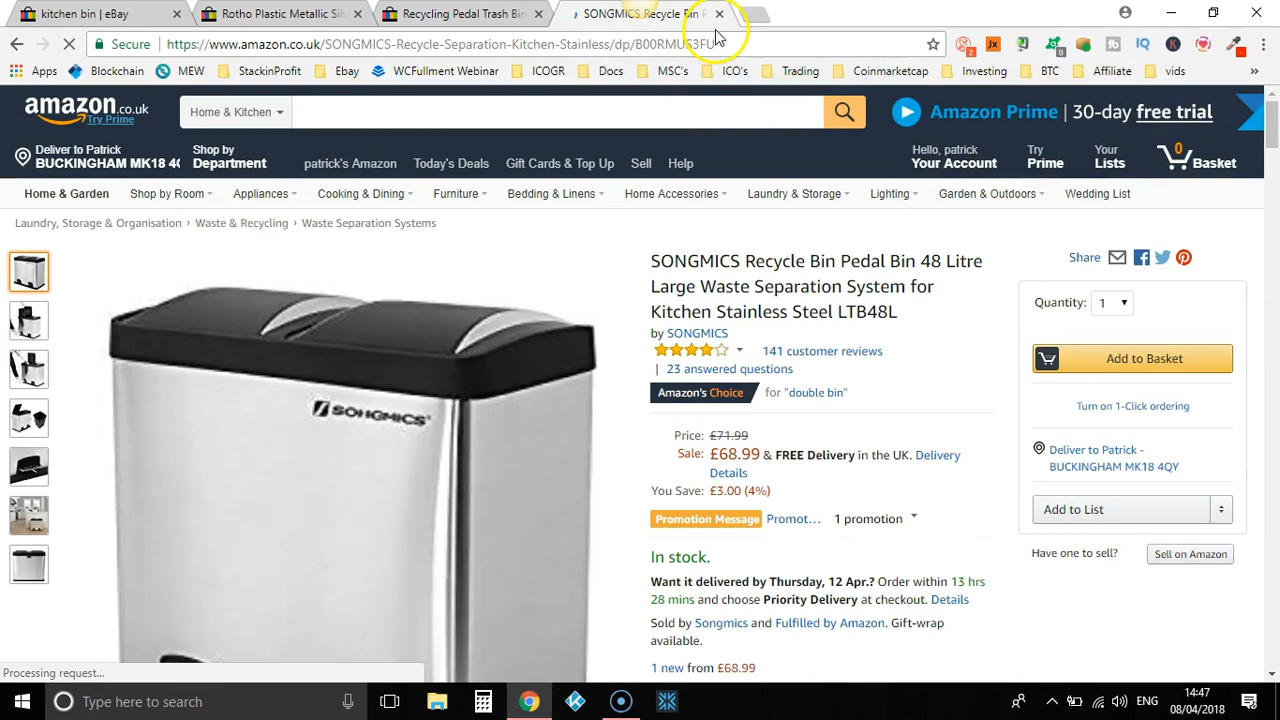 kitchen bin | eBay
Rotho Plastic Metallic Sil
Recycling Pedal Trash Bin
SONGMICS Recycle Bin P
Secure
https://www.amazon.co.uk/SONGMICS-Recycle-Separation-Kitchen-Stainless/dp/B00RMUS3FU
Apps
Blockchain
MEW
StackinProfit
Ebay
WCFullment Webinar
ICOGR
Docs
MSC's
ICO's
Trading
Coinmarketcap
Investing
BTC
Affiliate
vids
amazon.co.uk
Try Prime
Home & Kitchen
Amazon Prime | 30-day free trial
Deliver to Patrick
BUCKINGHAM MK18 4Q
Shop by
Department
patrick's Amazon
Today's Deals
Gift Cards & Top Up
Sell
Help
Hello, patrick
Your Account
Try
Prime
Your
Lists
0
Basket
Home & Garden
Shop by Room
Appliances
Cooking & Dining
Furniture
Bedding & Linens
Home Accessories
Laundry & Storage
Lighting
Garden & Outdoors
Wedding List
Laundry, Storage & Organisation › Waste & Recycling › Waste Separation Systems
SONGMICS
SONGMICS Recycle Bin Pedal Bin 48 Litre
Large Waste Separation System for
Kitchen Stainless Steel LTB48L
by SONGMICS
141 customer reviews
| 23 answered questions
Amazon's Choice for "double bin"
Price: £71.99
Sale: £68.99 & FREE Delivery in the UK. Delivery
Details
You Save: £3.00 (4%)
Promotion Message Promot… 1 promotion
In stock.
Want it delivered by Thursday, 12 Apr.? Order within 13 hrs
28 mins and choose Priority Delivery at checkout. Details
Sold by Songmics and Fulfilled by Amazon. Gift-wrap
available.
1 new from £68.99
Share
Quantity: 1
Add to Basket
Turn on 1-Click ordering
Deliver to Patrick -
BUCKINGHAM MK18 4QY
Add to List
Have one to sell?
Sell on Amazon
Processing request...
Type here to search
ENG
14:47
08/04/2018